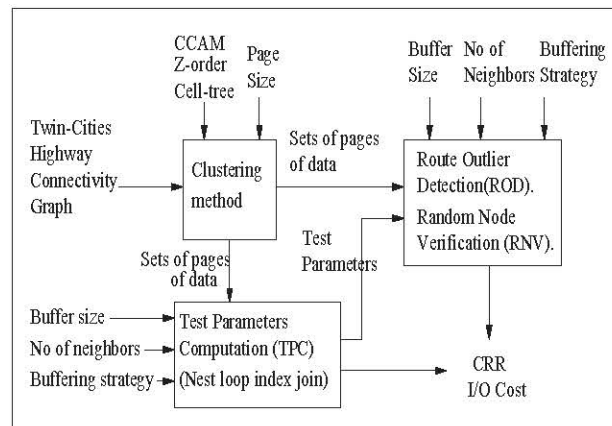 CCAM
Z-order
Cell-tree
Page
Size
Buffer
Size
No of
Neighbors
Buffering
Strategy
Twin-Cities
Highway
Connectivity
Graph
Clustering
method
Sets of pages
of data
Route Outlier
Detection(ROD).
Random Node
Verification (RNV).
Sets of pages
of data
Test
Parameters
Buffer size
No of neighbors
Buffering strategy
Test Parameters
Computation (TPC)
(Nest loop index join)
CRR
I/O Cost